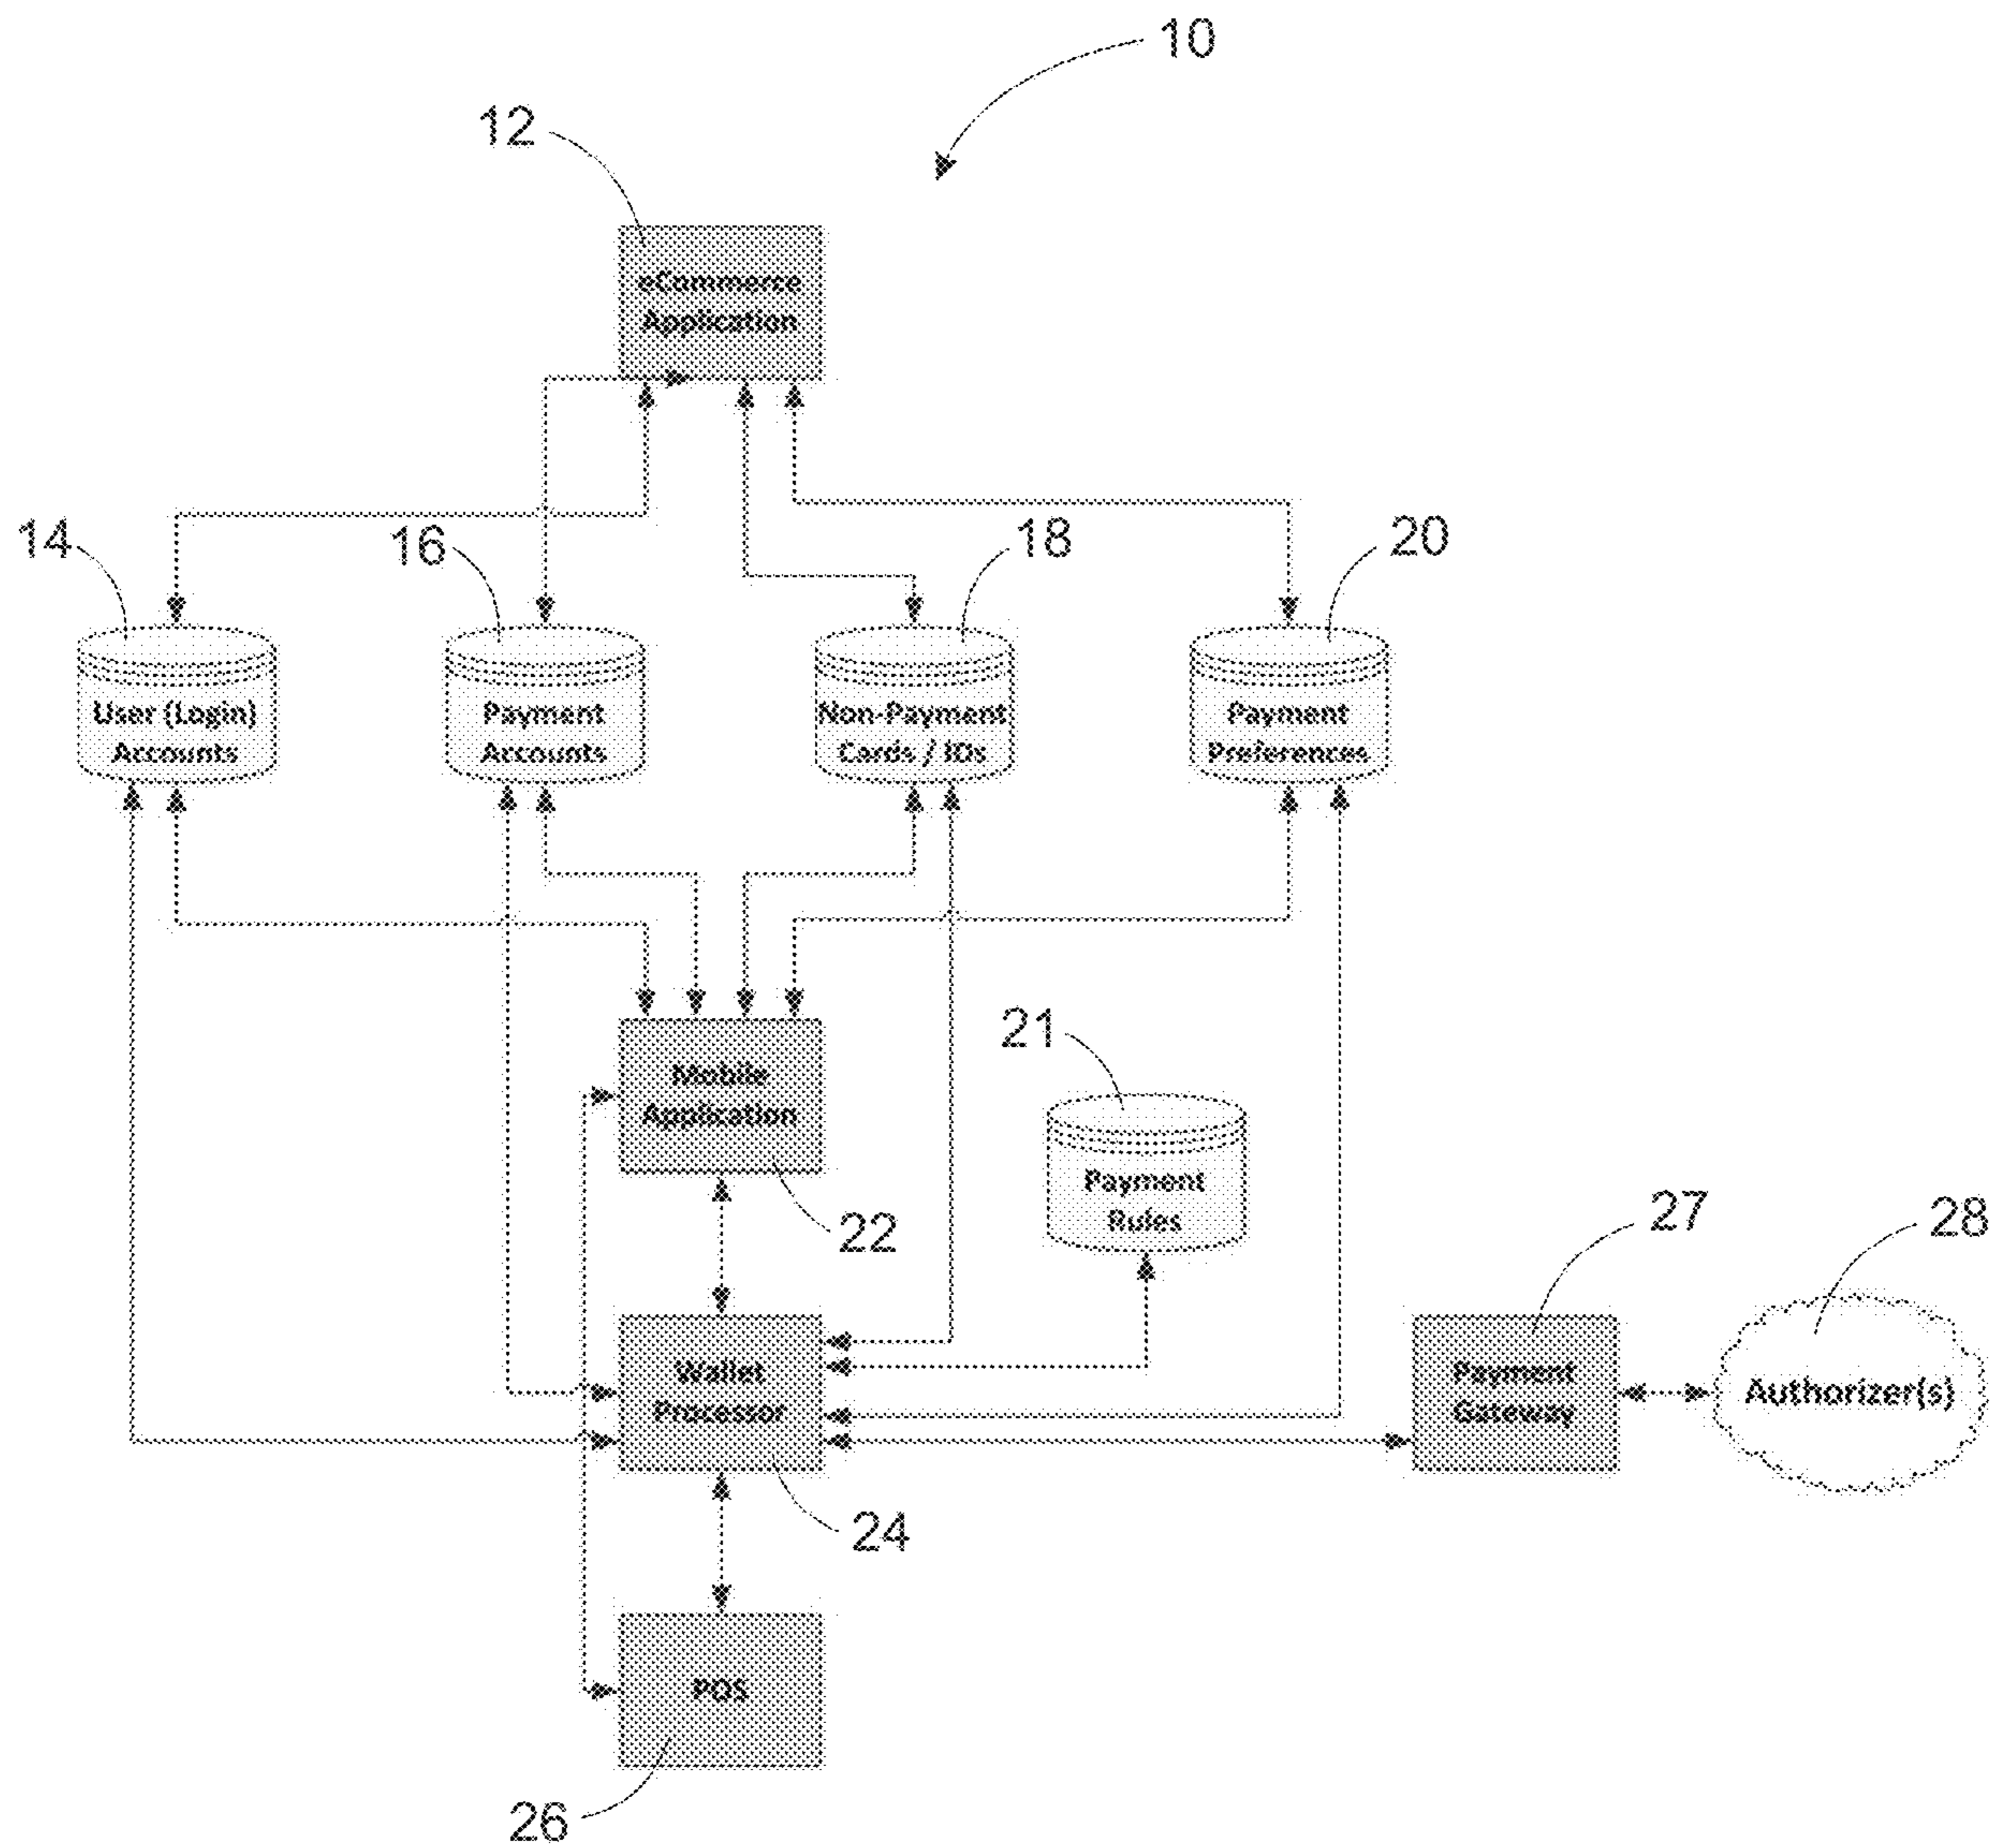 10
12
eCommerce
Application
14
16
18
20
User (Login)
Accounts
Payment
Accounts
Non-Payment
Cards / IDs
Payment
Preferences
21
Mobile
Application
Payment
Rules
22
27
28
Wallet
Processor
Payment
Gateway
Authorizer(s)
24
POS
26